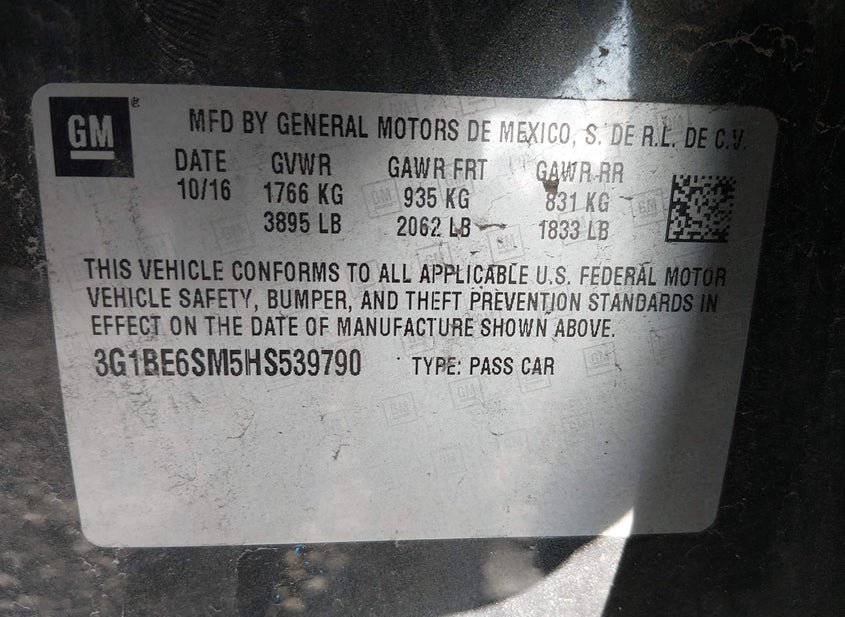 GM ®
MFD BY GENERAL MOTORS DE MEXICO, S. DE R.L. DE C.V.
DATE GVWR GAWR FRT GAWR RR
10/16 1766 KG 935 KG 831 KG
3895 LB 2062 LB 1833 LB
THIS VEHICLE CONFORMS TO ALL APPLICABLE U.S. FEDERAL MOTOR
VEHICLE SAFETY, BUMPER, AND THEFT PREVENTION STANDARDS IN
EFFECT ON THE DATE OF MANUFACTURE SHOWN ABOVE.
3G1BE6SM5HS539790 TYPE: PASS CAR